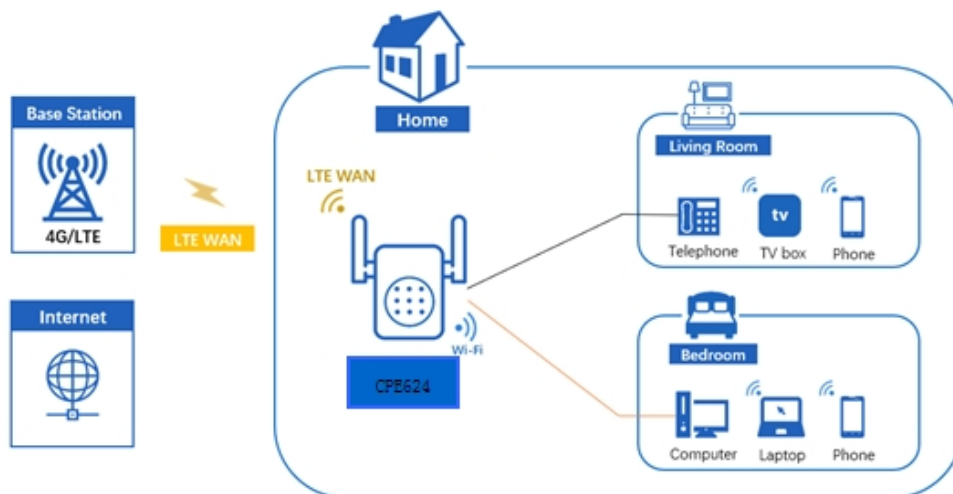 Base Station
4G/LTE
LTE WAN
Internet
Home
LTE WAN
Wi-Fi
CPE624
Living Room
tv
Telephone
TV box
Phone
Bedroom
Computer
Laptop
Phone